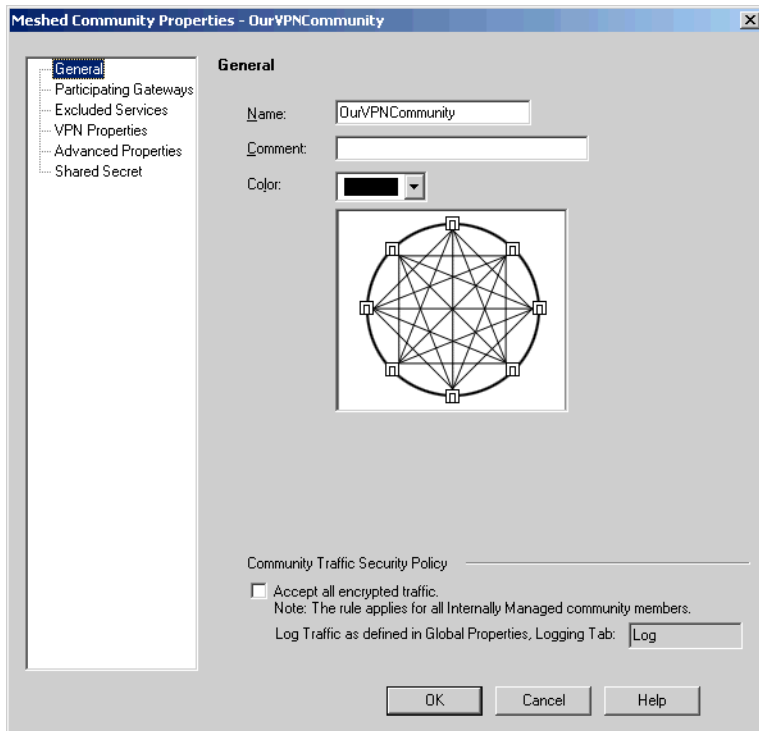 Meshed Community Properties - OurVPNCommunity
General
Participating Gateways
Excluded Services
VPN Properties
Advanced Properties
Shared Secret
General
Name: OurVPNCommunity
Comment:
Color:
Community Traffic Security Policy
Accept all encrypted traffic.
Note: The rule applies for all Internally Managed community members.
Log Traffic as defined in Global Properties, Logging Tab: Log
OK Cancel Help